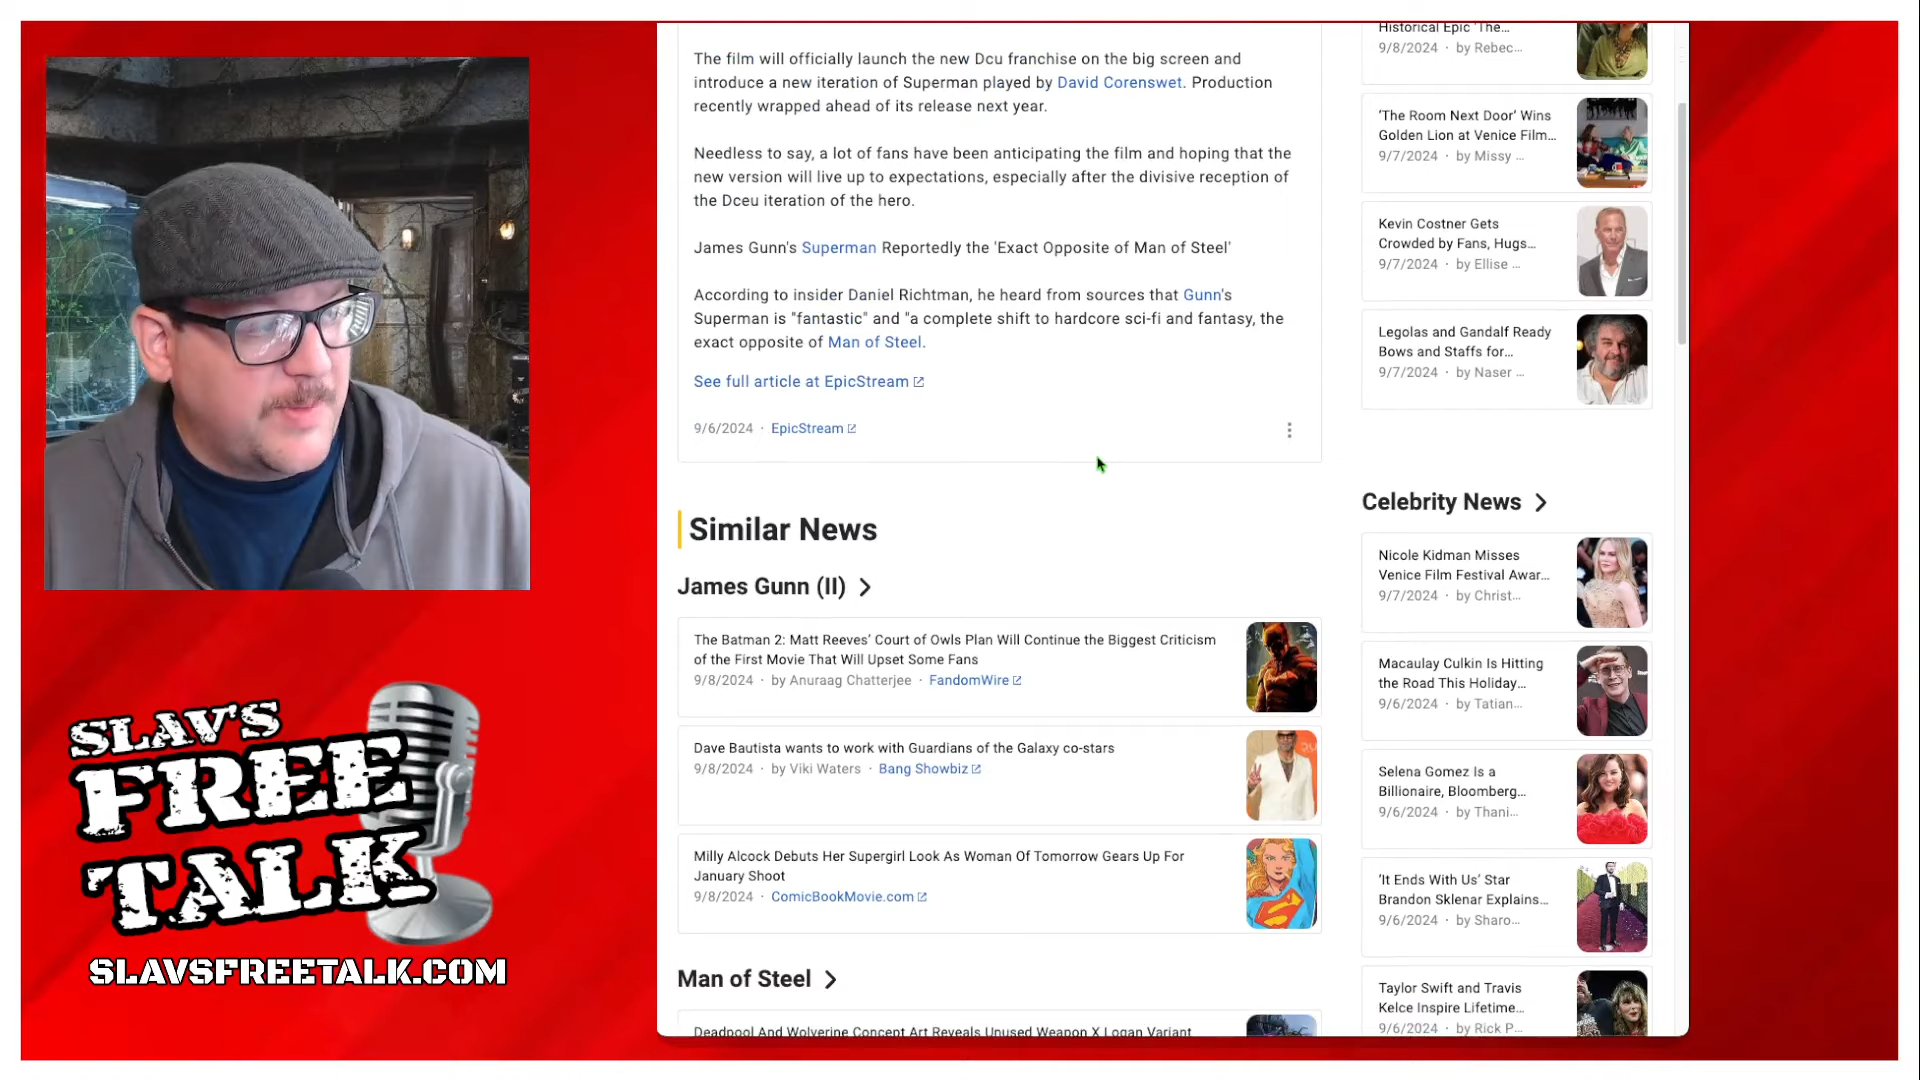 The film will officially launch the new Dcu franchise on the big screen and
introduce a new iteration of Superman played by David Corenswet. Production
recently wrapped ahead of its release next year.
Needless to say, a lot of fans have been anticipating the film and hoping that the
new version will live up to expectations, especially after the divisive reception of
the Dceu iteration of the hero.
James Gunn's Superman Reportedly the 'Exact Opposite of Man of Steel'
According to insider Daniel Richtman, he heard from sources that Gunn's
Superman is "fantastic" and "a complete shift to hardcore sci-fi and fantasy, the
exact opposite of Man of Steel.
See full article at EpicStream
9/6/2024 · EpicStream
Similar News
James Gunn (II)
The Batman 2: Matt Reeves' Court of Owls Plan Will Continue the Biggest Criticism
of the First Movie That Will Upset Some Fans
9/8/2024 · by Anuraag Chatterjee · FandomWire
Dave Bautista wants to work with Guardians of the Galaxy co-stars
9/8/2024 · by Viki Waters · Bang Showbiz
Milly Alcock Debuts Her Supergirl Look As Woman Of Tomorrow Gears Up For
January Shoot
9/8/2024 · ComicBookMovie.com
Man of Steel
Deadpool And Wolverine Concept Art Reveals Unused Weapon X Logan Variant
Historical Epic 'The...
9/8/2024 · by Rebec...
'The Room Next Door' Wins
Golden Lion at Venice Film...
9/7/2024 · by Missy ...
Kevin Costner Gets
Crowded by Fans, Hugs...
9/7/2024 · by Ellise ...
Legolas and Gandalf Ready
Bows and Staffs for...
9/7/2024 · by Naser ...
Celebrity News
Nicole Kidman Misses
Venice Film Festival Awar...
9/7/2024 · by Christ...
Macaulay Culkin Is Hitting
the Road This Holiday...
9/6/2024 · by Tatian...
Selena Gomez Is a
Billionaire, Bloomberg...
9/6/2024 · by Thani...
'It Ends With Us' Star
Brandon Sklenar Explains...
9/6/2024 · by Sharo...
Taylor Swift and Travis
Kelce Inspire Lifetime...
9/6/2024 · by Rick P...
SLAV'S
FREE
TALK
SLAVSFREETALK.COM